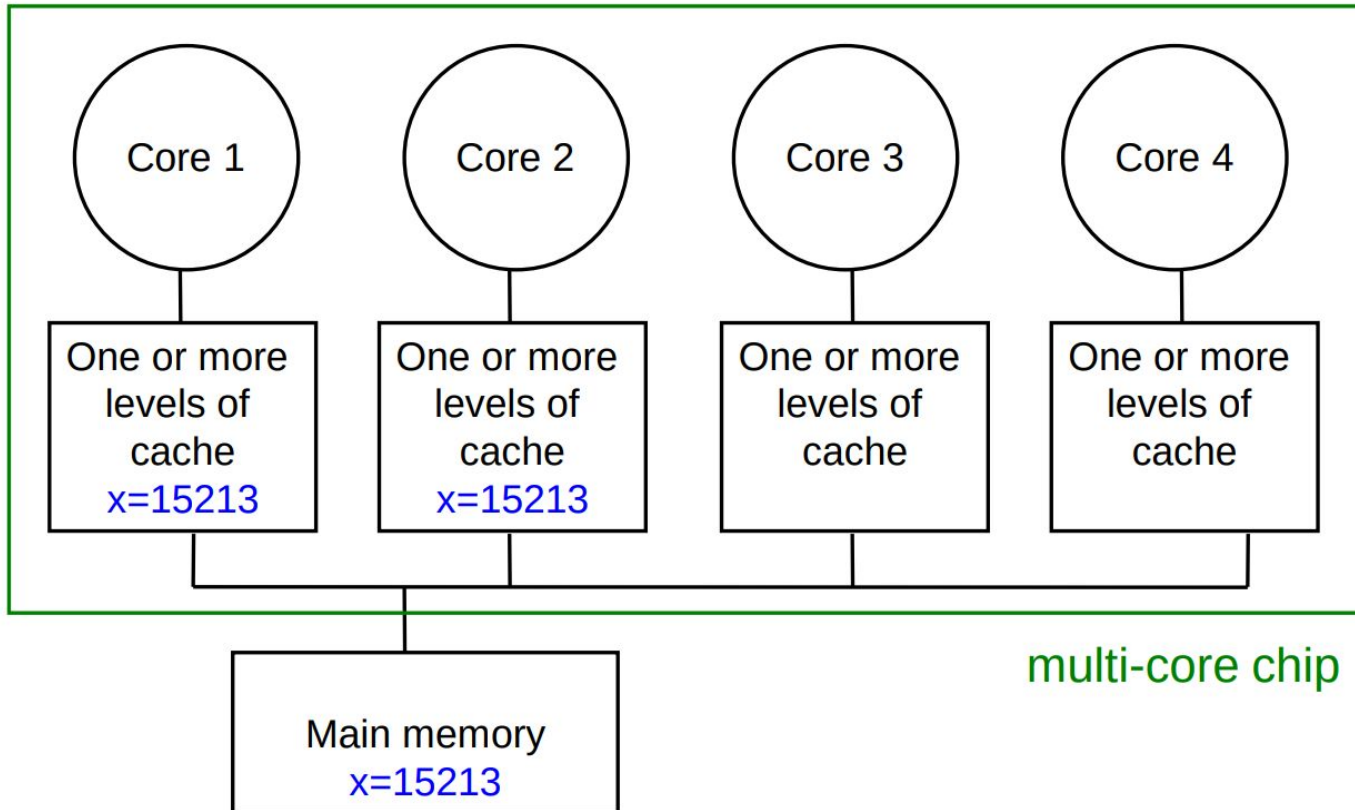 Core 1
Core 2
Core 3
Core 4
One or more
levels of
cache
x=15213
One or more
levels of
cache
x=15213
One or more
levels of
cache
One or more
levels of
cache
multi-core chip
Main memory
x=15213